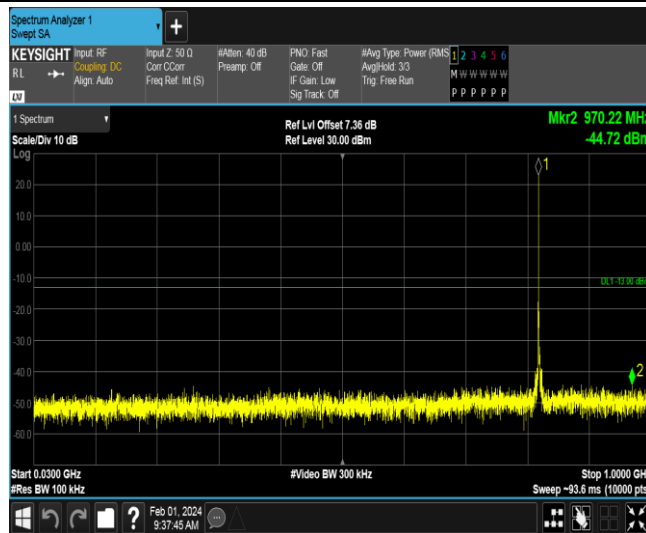 Spectrum Analyzer 1
Swept SA
+
KEYSIGHT
RL
LXI
Input: RF
Coupling: DC
Align: Auto
Input Z: 50 Ω
Corr CCorr
Freq Ref: Int (S)
#Atten: 40 dB
Preamp: Off
PNO: Fast
Gate: Off
IF Gain: Low
Sig Track: Off
#Avg Type: Power (RMS
Avg|Hold: 3/3
Trig: Free Run
1 2 3 4 5 6
M W W W W W
P P P P P P
1 Spectrum
Scale/Div 10 dB
Ref Lvl Offset 7.36 dB
Ref Level 30.00 dBm
Mkr2 970.22 MHz
-44.72 dBm
Log
1
20.0
10.0
0.00
-10.0
DL1 -13.00 dBm
-20.0
-30.0
-40.0
2
-50.0
-60.0
Start 0.0300 GHz
#Video BW 300 kHz
Stop 1.0000 GH
#Res BW 100 kHz
Sweep ~93.6 ms (10000 pts
?
Feb 01, 2024
9:37:45 AM